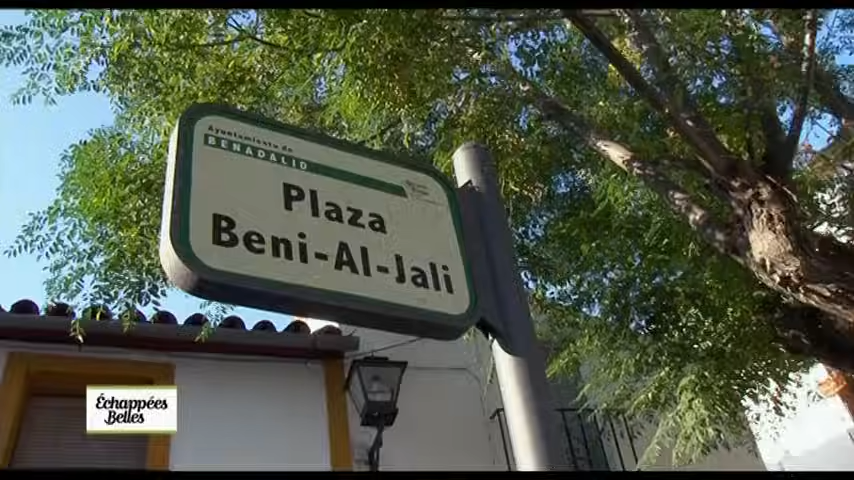 Ayuntamiento de
BENADALID
Plaza
Beni-Al-Jali
Échappées
Belles